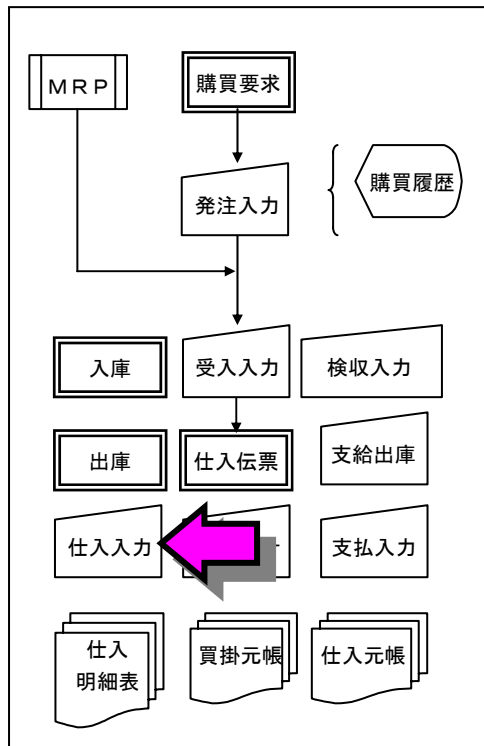 MRP
購買要求
購買履歴
発注入力
入庫
受入入力
検収入力
出庫
仕入伝票
支給出庫
仕入入力
支払入力
仕入
明細表
買掛元帳
仕入元帳